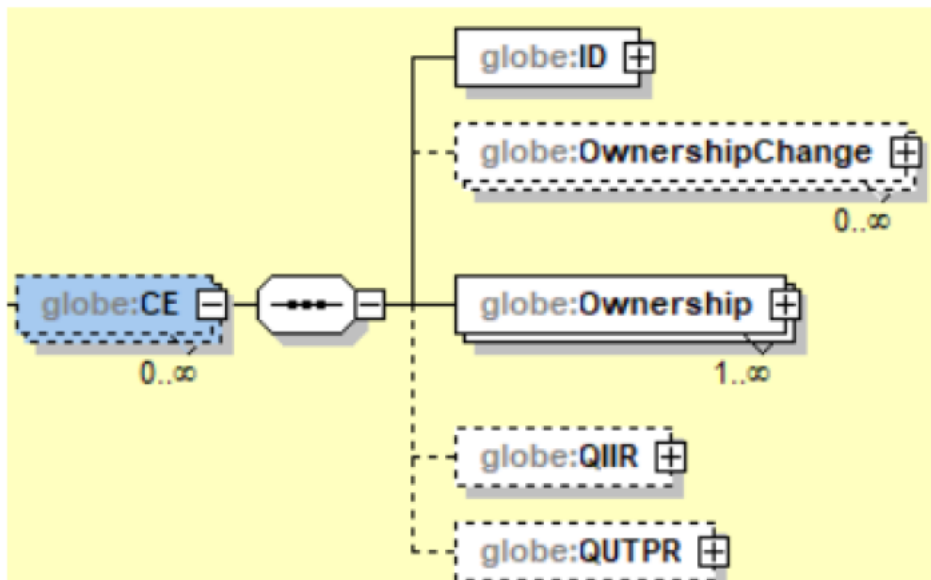 globe:ID
globe:OwnershipChange
0..∞
globe:CE
0..∞
globe:Ownership
1..∞
globe:QIIR
globe:QUTPR